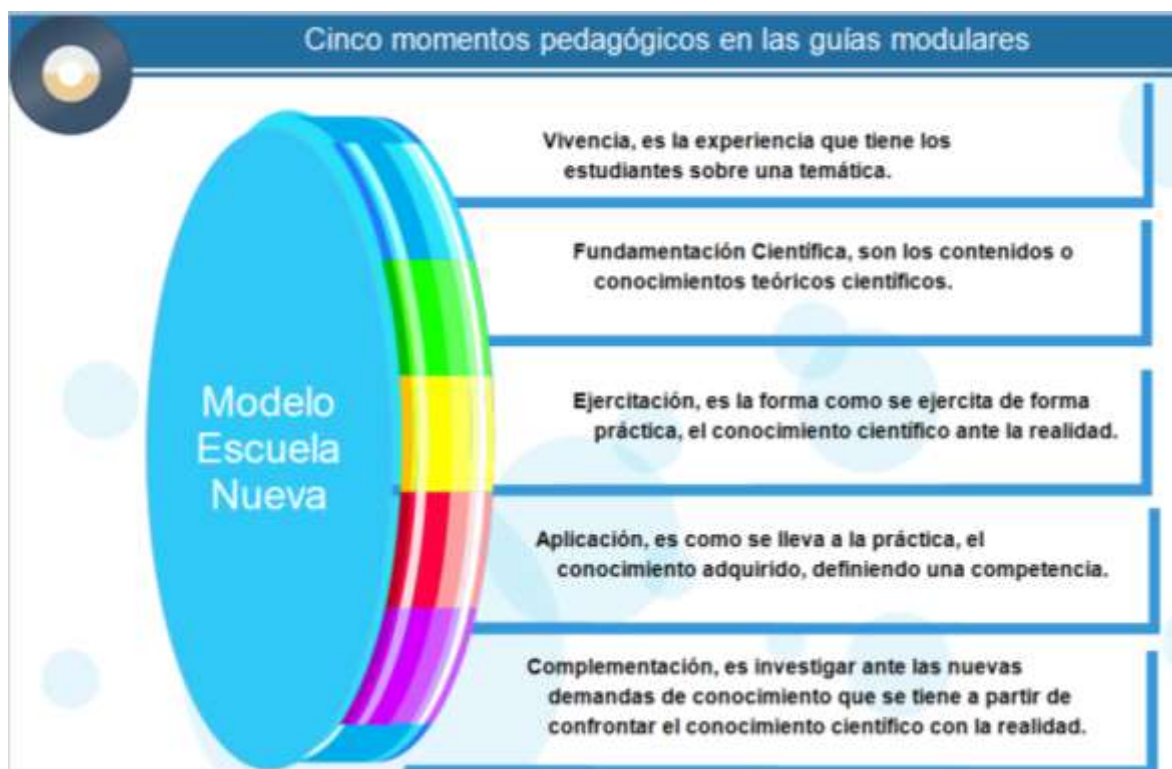 Cinco momentos pedagógicos en las guías modulares
Vivencia, es la experiencia que tiene los
estudiantes sobre una temática.
Fundamentación Científica, son los contenidos o
conocimientos teóricos científicos.
Modelo
Escuela
Nueva
Ejercitación, es la forma como se ejercita de forma
práctica, el conocimiento científico ante la realidad.
Aplicación, es como se lleva a la práctica, el
conocimiento adquirido, definiendo una competencia.
Complementación, es investigar ante las nuevas
demandas de conocimiento que se tiene a partir de
confrontar el conocimiento científico con la realidad.